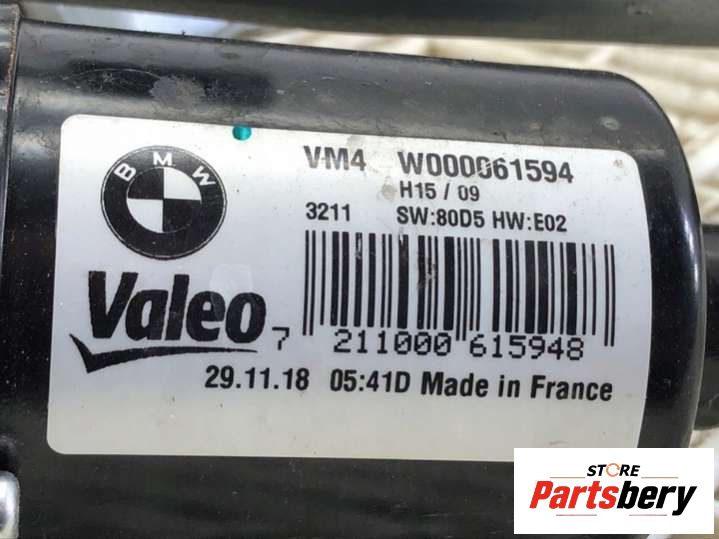 BMW
VM4 W000061594
H15 / 09
3211 SW:80D5 HW:E02
Valeo
7 211000 615948
29.11.18 05:41D Made in France
STORE
Partsbery